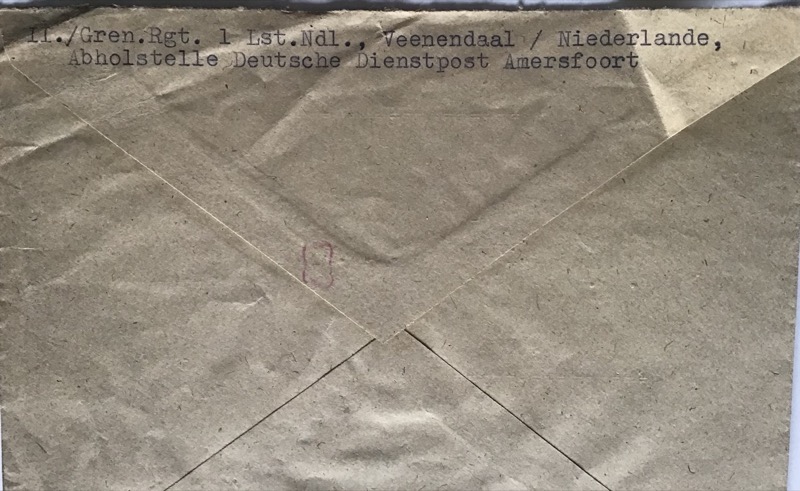 II./Gren.Rgt. 1 Lst.Ndl., Veenendaal / Niederlande,
Abholstelle Deutsche Dienstpost Amersfoort